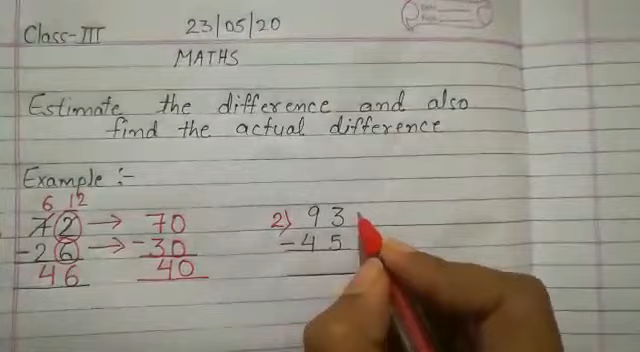 Class-III 23/05/20
MATHS
Estimate the difference and also
find the actual difference
Example :-
6 12
72 → 70 2) 93
-26 → -30 -45
46 40